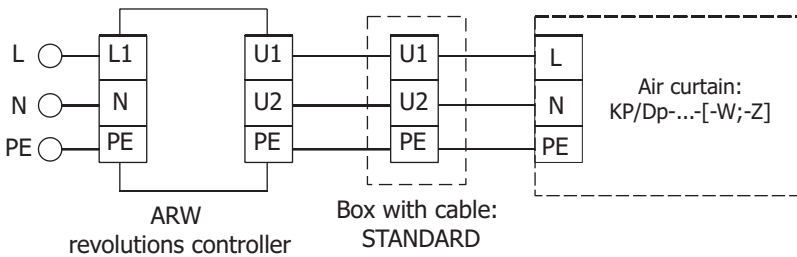 L L1 U1 U1 L
N N U2 U2 N
PE PE PE PE PE
Air curtain:
KP/Dp-...-[-W;-Z]
ARW
revolutions controller
Box with cable:
STANDARD